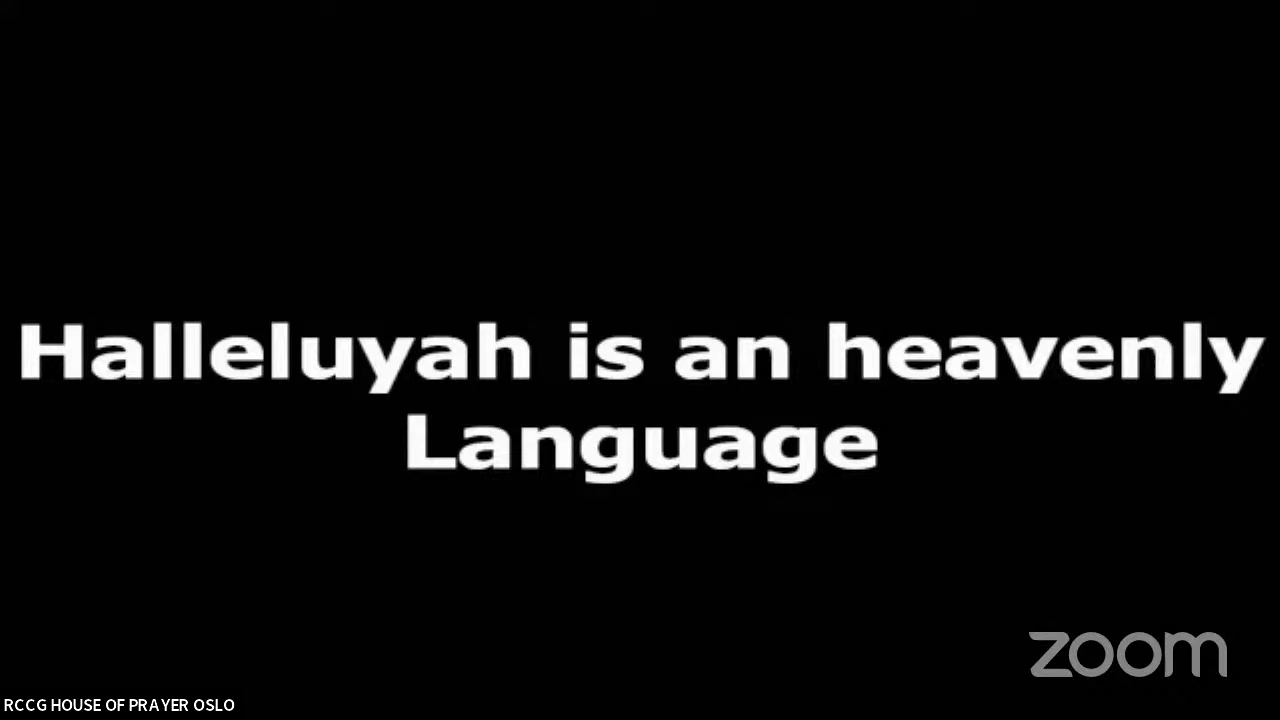 Halleluyah is an heavenly
Language
zoom
RCCG HOUSE OF PRAYER OSLO